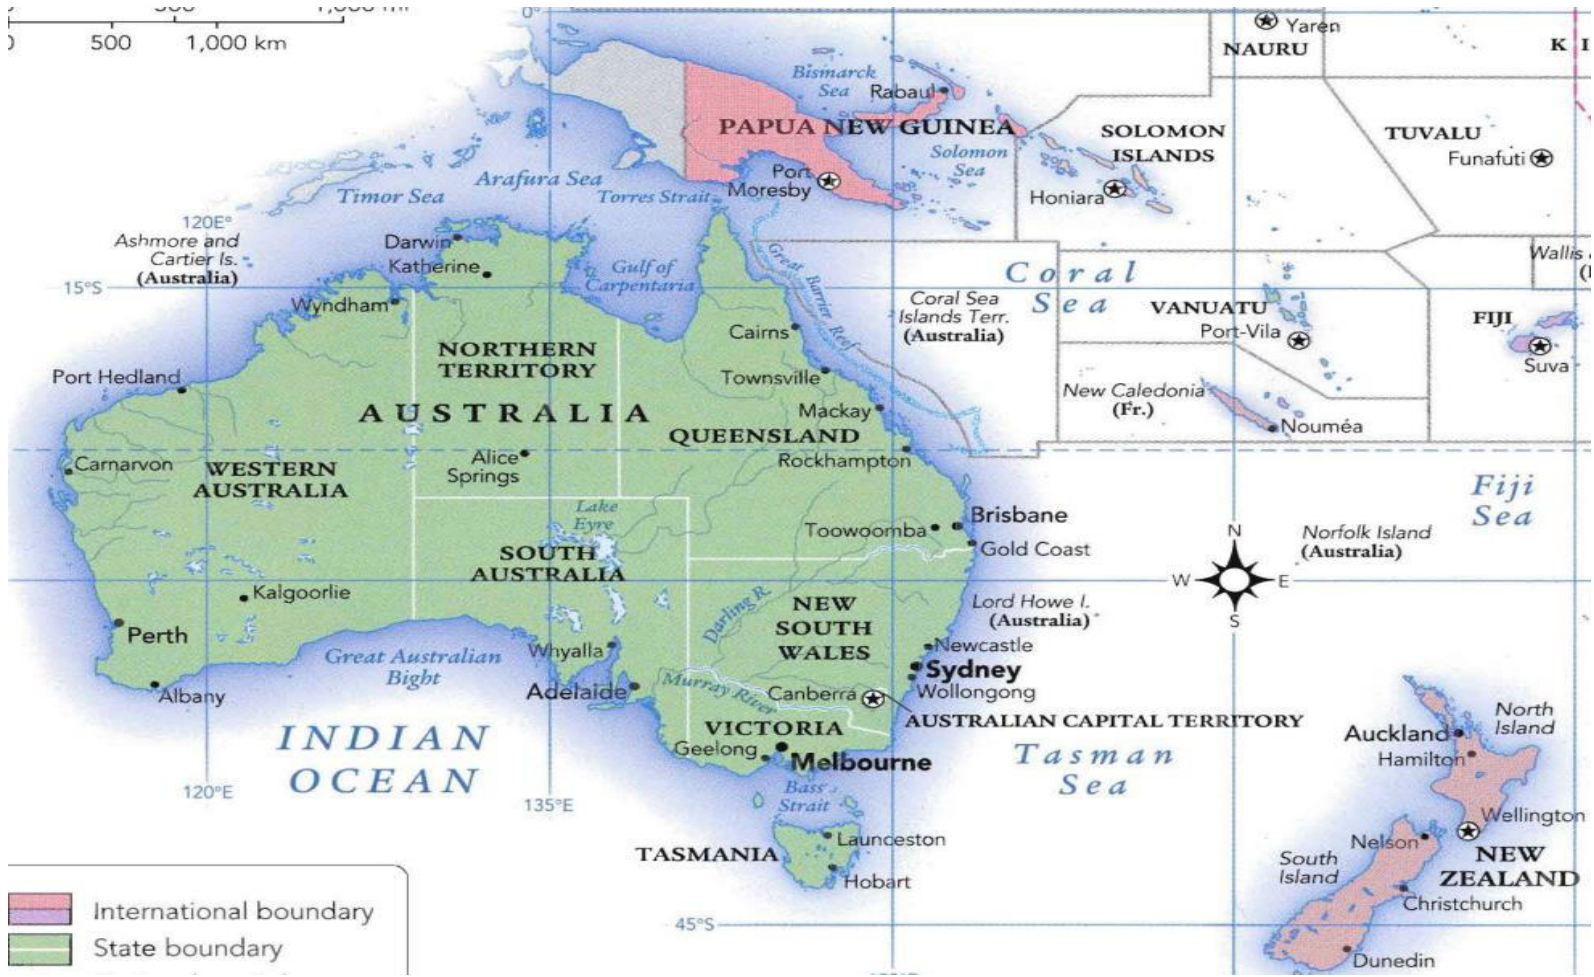 0°
500
1,000 km
Yaren
NAURU
K I
Bismarck
Sea
Rabaul
PAPUA NEW GUINEA
SOLOMON
ISLANDS
TUVALU
Funafuti
Solomon
Sea
Port
Moresby
Honiara
Arafura Sea
Timor Sea
Torres Strait
120°E
Ashmore and
Cartier Is.
(Australia)
Darwin
Katherine
Gulf of
Carpentaria
Great Barrier Reef
Coral
Sea
Wallis
15°S
Wyndham
Coral Sea
Islands Terr.
(Australia)
VANUATU
Port-Vila
FIJI
Suva
Cairns
NORTHERN
TERRITORY
Port Hedland
Townsville
New Caledonia
(Fr.)
Nouméa
AUSTRALIA
Mackay
QUEENSLAND
Rockhampton
Carnarvon
WESTERN
AUSTRALIA
Alice
Springs
Fiji
Sea
Lake
Eyre
Toowoomba
Brisbane
Gold Coast
Norfolk Island
(Australia)
SOUTH
AUSTRALIA
N
W
E
S
Kalgoorlie
Darling R.
NEW
SOUTH
WALES
Lord Howe I.
(Australia)
Perth
Whyalla
Newcastle
Great Australian
Bight
Sydney
Albany
Adelaide
Murray River
Canberra
Wollongong
INDIAN
OCEAN
VICTORIA
AUSTRALIAN CAPITAL TERRITORY
North
Island
Geelong
Melbourne
Tasman
Sea
Auckland
Hamilton
120°E
135°E
Bass
Strait
Wellington
Launceston
TASMANIA
Nelson
NEW
ZEALAND
South
Island
Hobart
Christchurch
International boundary
45°S
State boundary
Dunedin